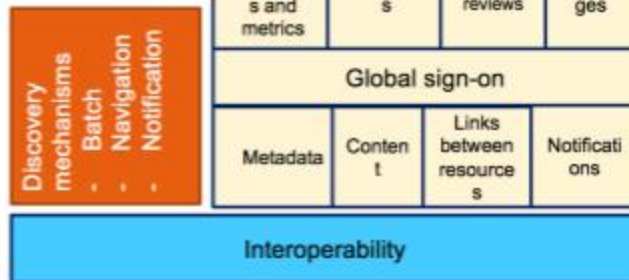 s and
metrics
s
reviews
ges
Discovery
mechanisms
- Batch
- Navigation
- Notification
Global sign-on
Metadata
Conten
t
Links
between
resource
s
Notificati
ons
Interoperability